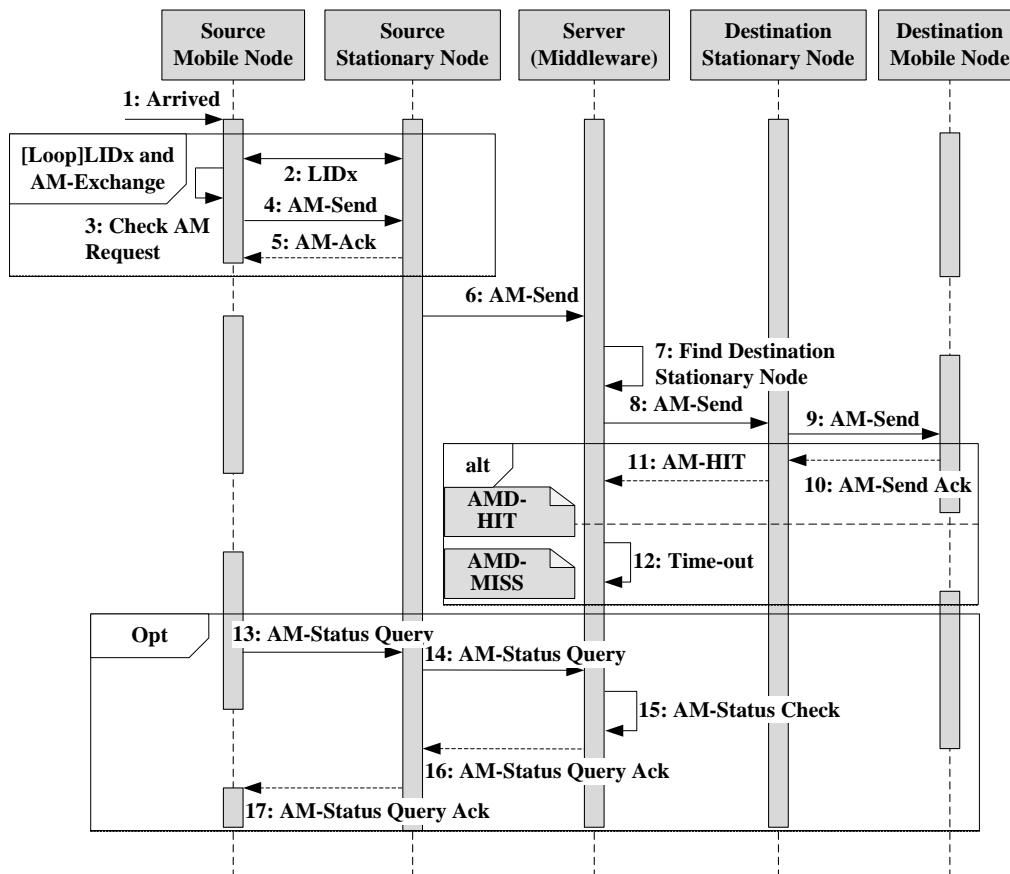 Source
Mobile Node
Source
Stationary Node
Server
(Middleware)
Destination
Stationary Node
Destination
Mobile Node
1: Arrived
[Loop]LIDx and
AM-Exchange
2: LIDx
3: Check AM
Request
4: AM-Send
5: AM-Ack
6: AM-Send
7: Find Destination
Stationary Node
8: AM-Send
9: AM-Send
alt
11: AM-HIT
10: AM-Send Ack
AMD-
HIT
AMD-
MISS
12: Time-out
Opt
13: AM-Status Query
14: AM-Status Query
15: AM-Status Check
16: AM-Status Query Ack
17: AM-Status Query Ack